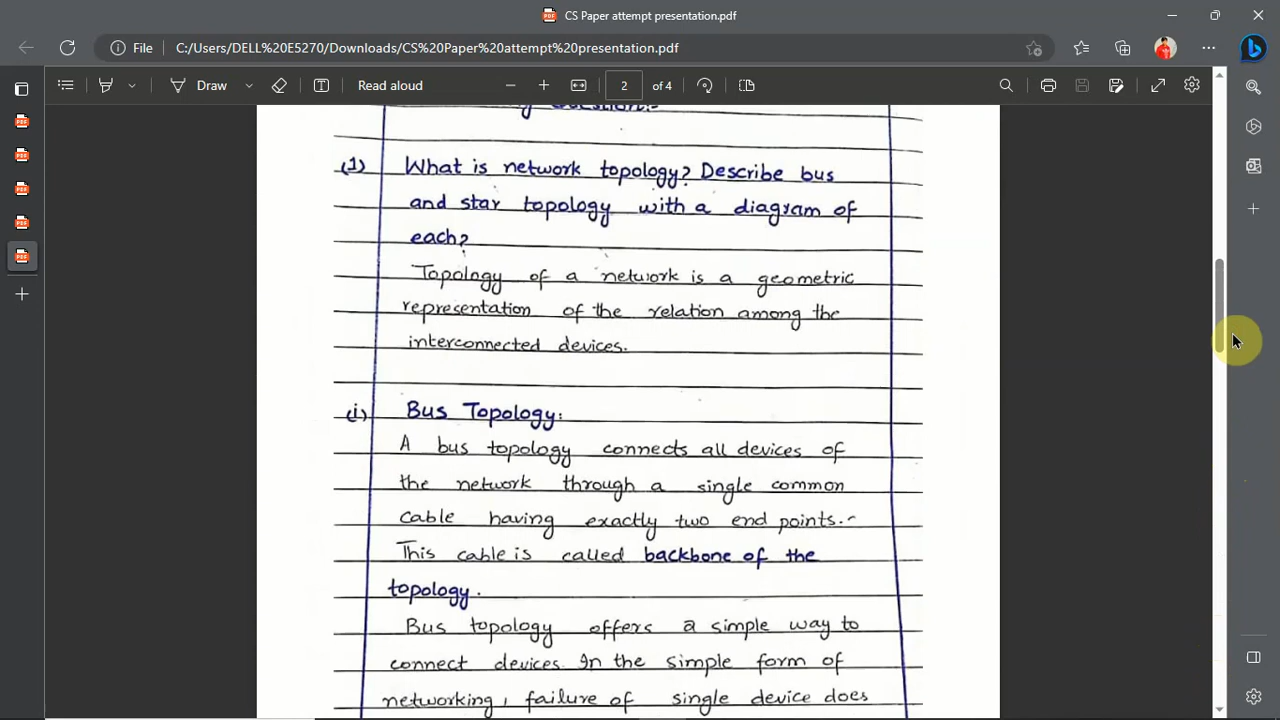 CS Paper attempt presentation.pdf
File C:/Users/DELL%20E5270/Downloads/CS%20Paper%20attempt%20presentation.pdf
Draw Read aloud 2 of 4
Question:-
(1) What is network topology? Describe bus
and star topology with a diagram of
each?
Topology of a network is a geometric
representation of the relation among the
interconnected devices.
(i) Bus Topology:
A bus topology connects all devices of
the network through a single common
cable having exactly two end points.
This cable is called backbone of the
topology.
Bus topology offers a simple way to
connect devices. In the simple form of
networking, failure of single device does